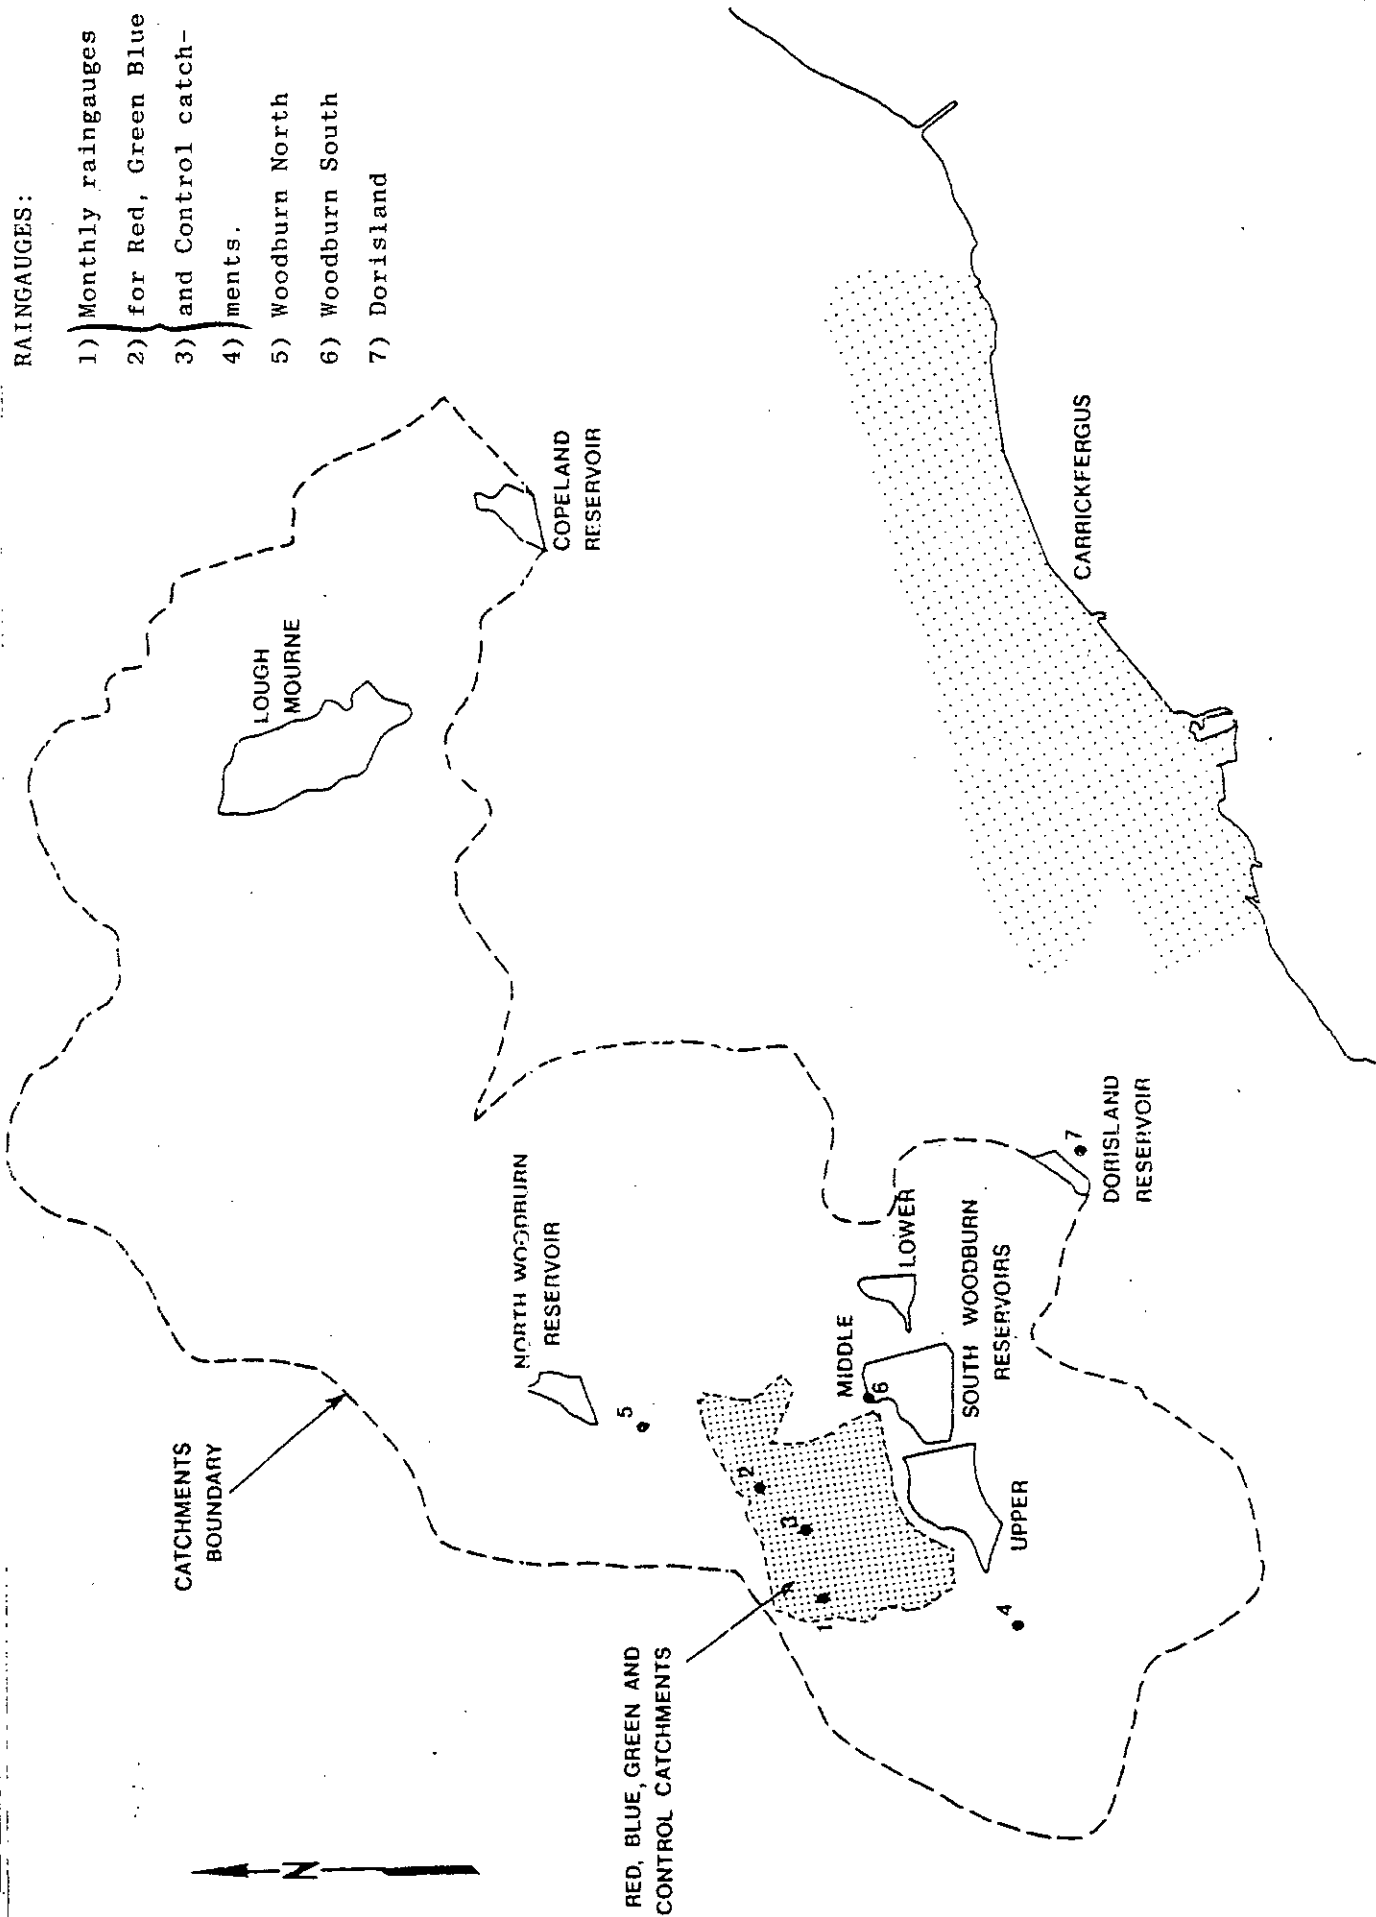 RAINGAUGES:
1) Monthly raingauges
2) for Red, Green Blue
3) and Control catch-
4) ments.
5) Woodburn North
6) Woodburn South
7) Dorisland
LOUGH
MOURNE
COPELAND
RESERVOIR
CATCHMENTS
BOUNDARY
NORTH WOODBURN
RESERVOIR
5
RED, BLUE, GREEN AND
CONTROL CATCHMENTS
2
3
1
4
MIDDLE
6
LOWER
UPPER
SOUTH WOODBURN
RESERVOIRS
7
DORISLAND
RESERVOIR
CARRICKFERGUS
N